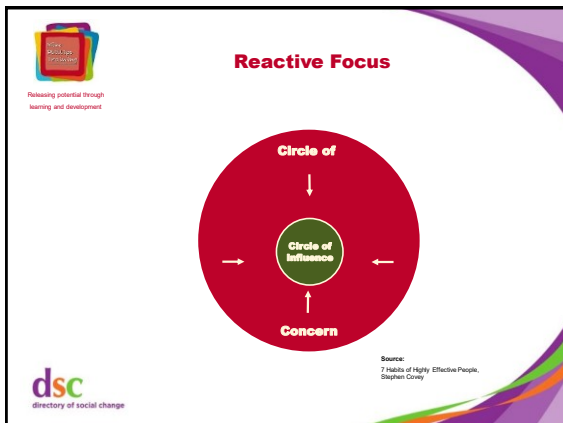 Releasing potential through
learning and development
Reactive Focus
Circle of
Circle of
Influence
Concern
Source:
7 Habits of Highly Effective People,
Stephen Covey
dsc
directory of social change